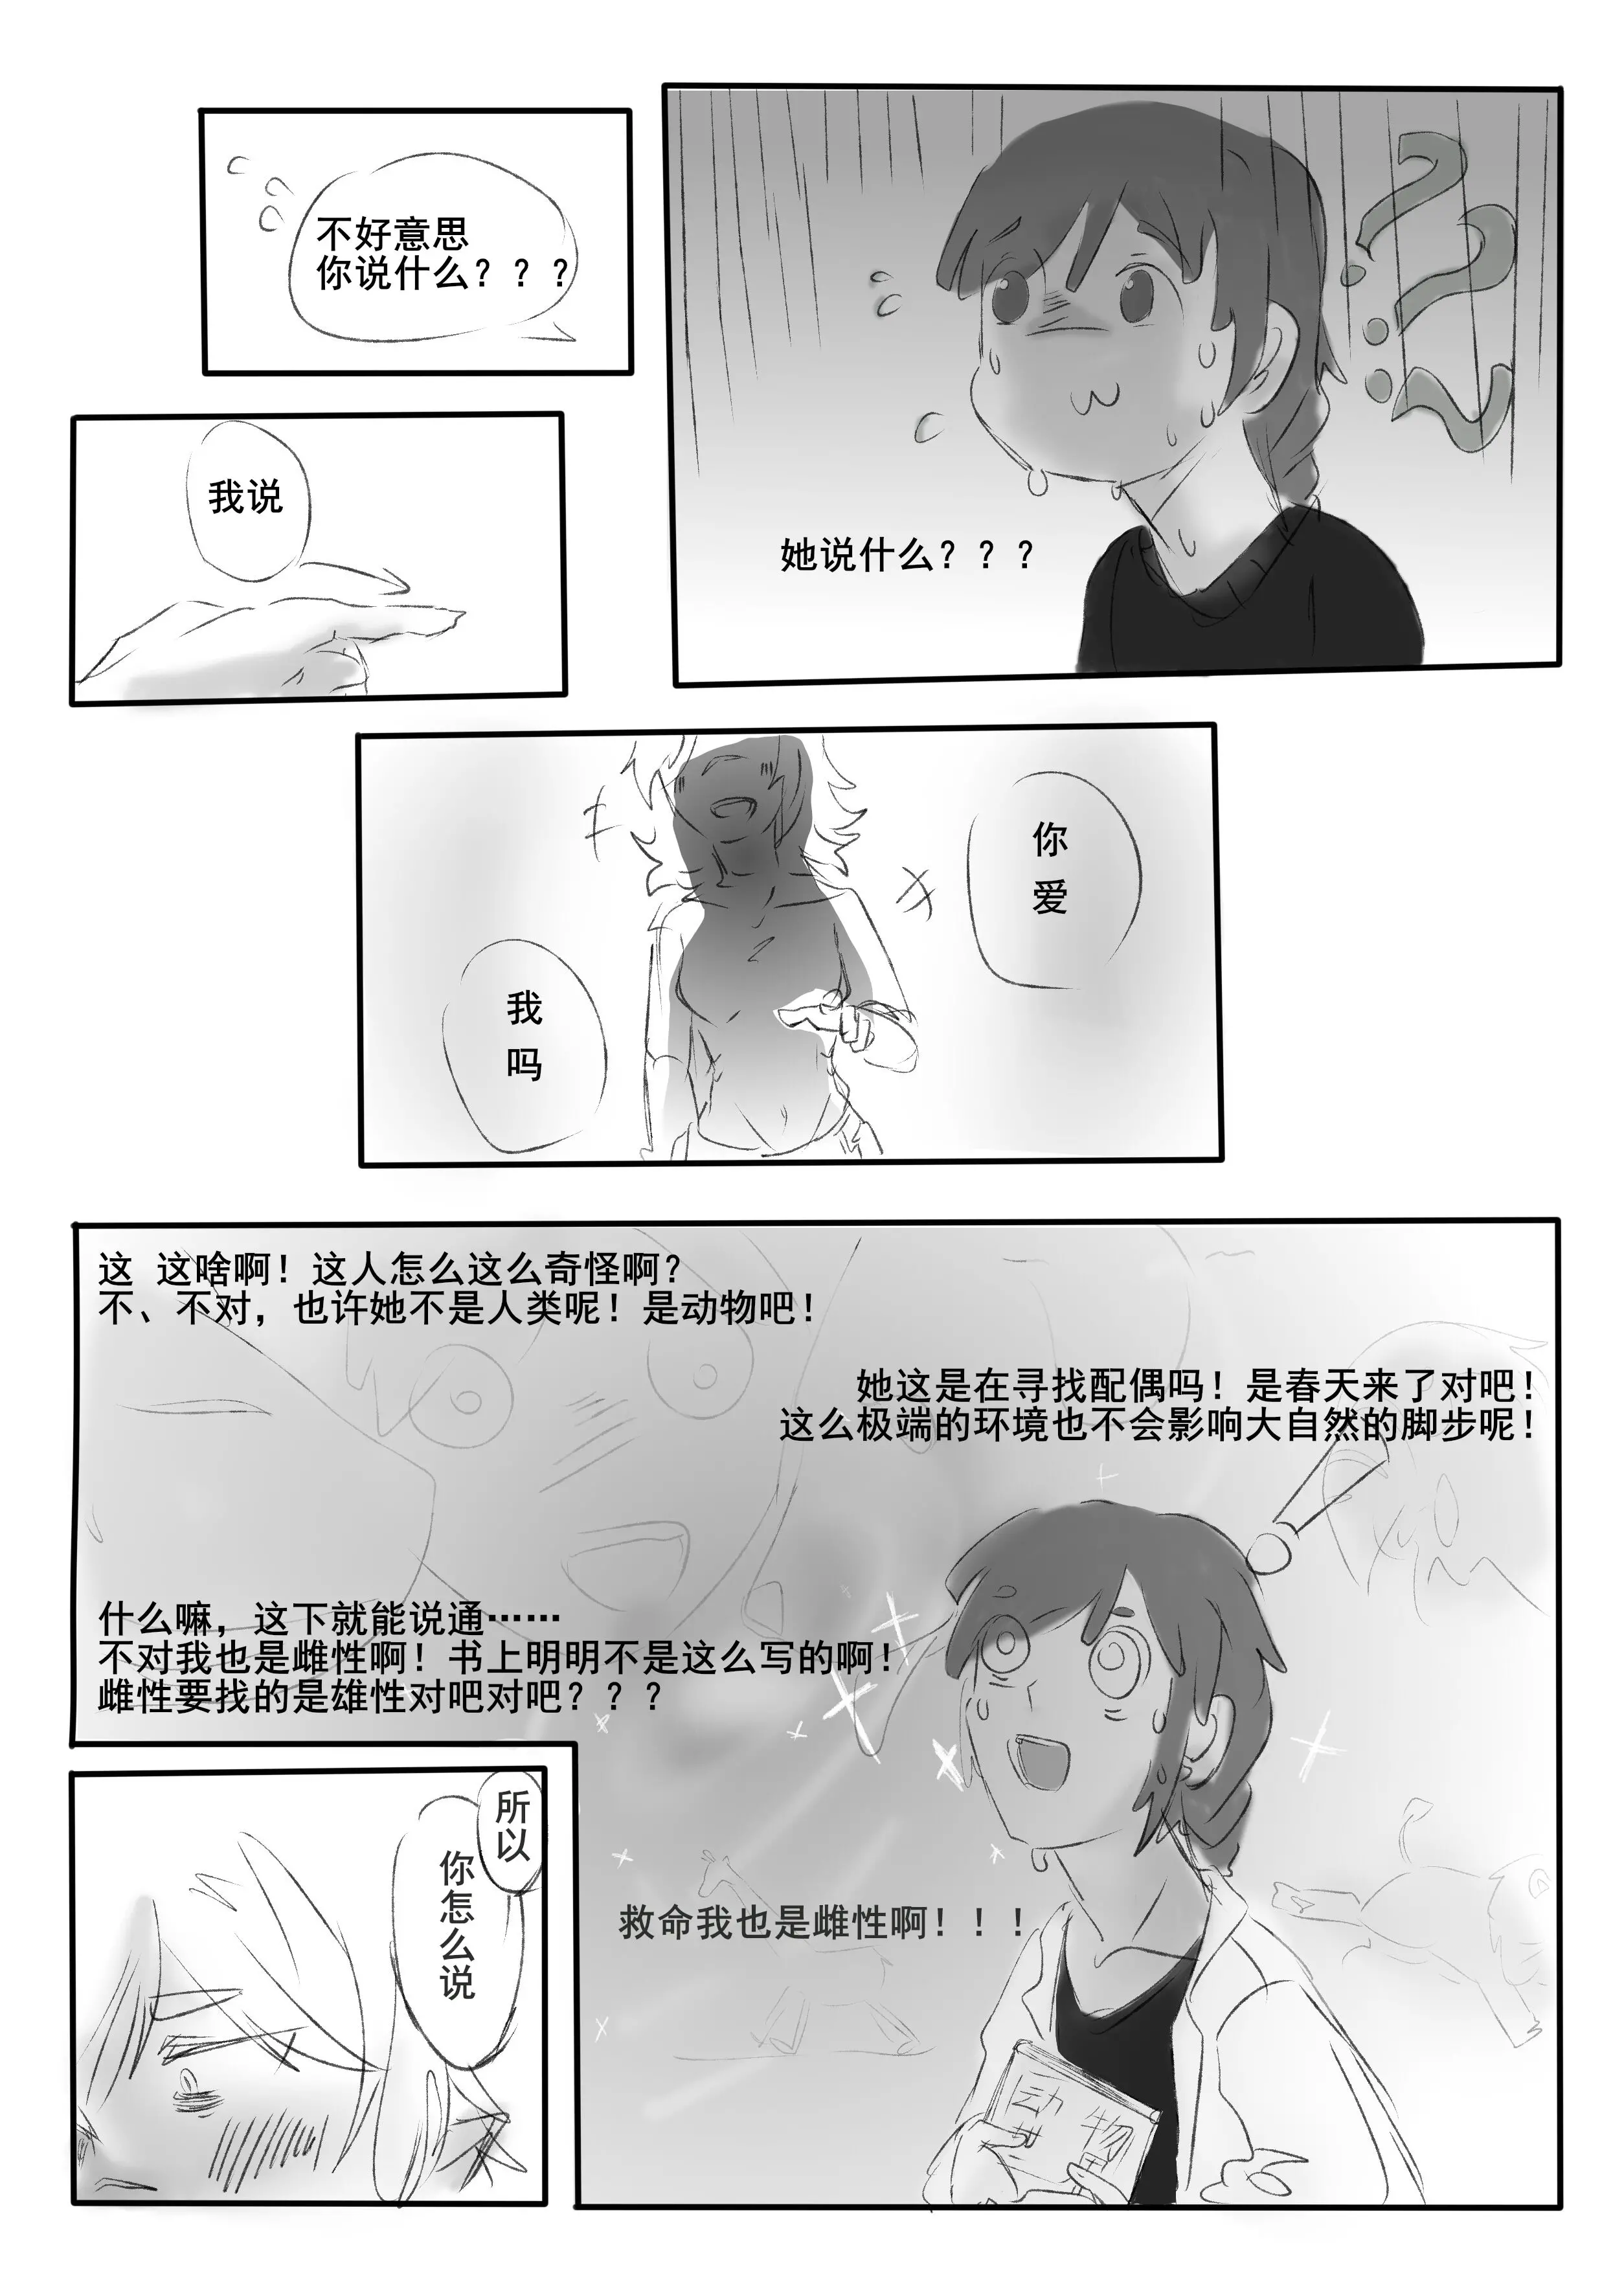 不好意思
你说什么？？？
她说什么？？？
我说
你爱
我吗
这 这啥啊！这人怎么这么奇怪啊？
不、不对，也许她不是人类呢！是动物吧！
她这是在寻找配偶吗！是春天来了对吧！
这么极端的环境也不会影响大自然的脚步呢！
什么嘛，这下就能说通……
不对我也是雌性啊！书上明明不是这么写的啊！
雌性要找的是雄性对吧对吧？？？
救命我也是雌性啊！！！
动物
世界
所以
你怎么说